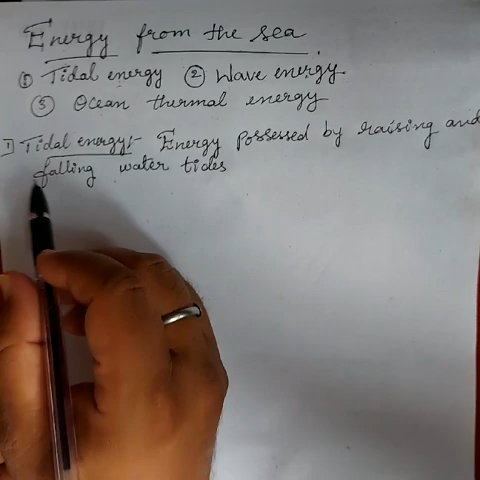 Energy from the sea
① Tidal energy ② Wave energy
③ Ocean thermal energy
1) Tidal energy:- Energy possessed by raising and
falling water tides